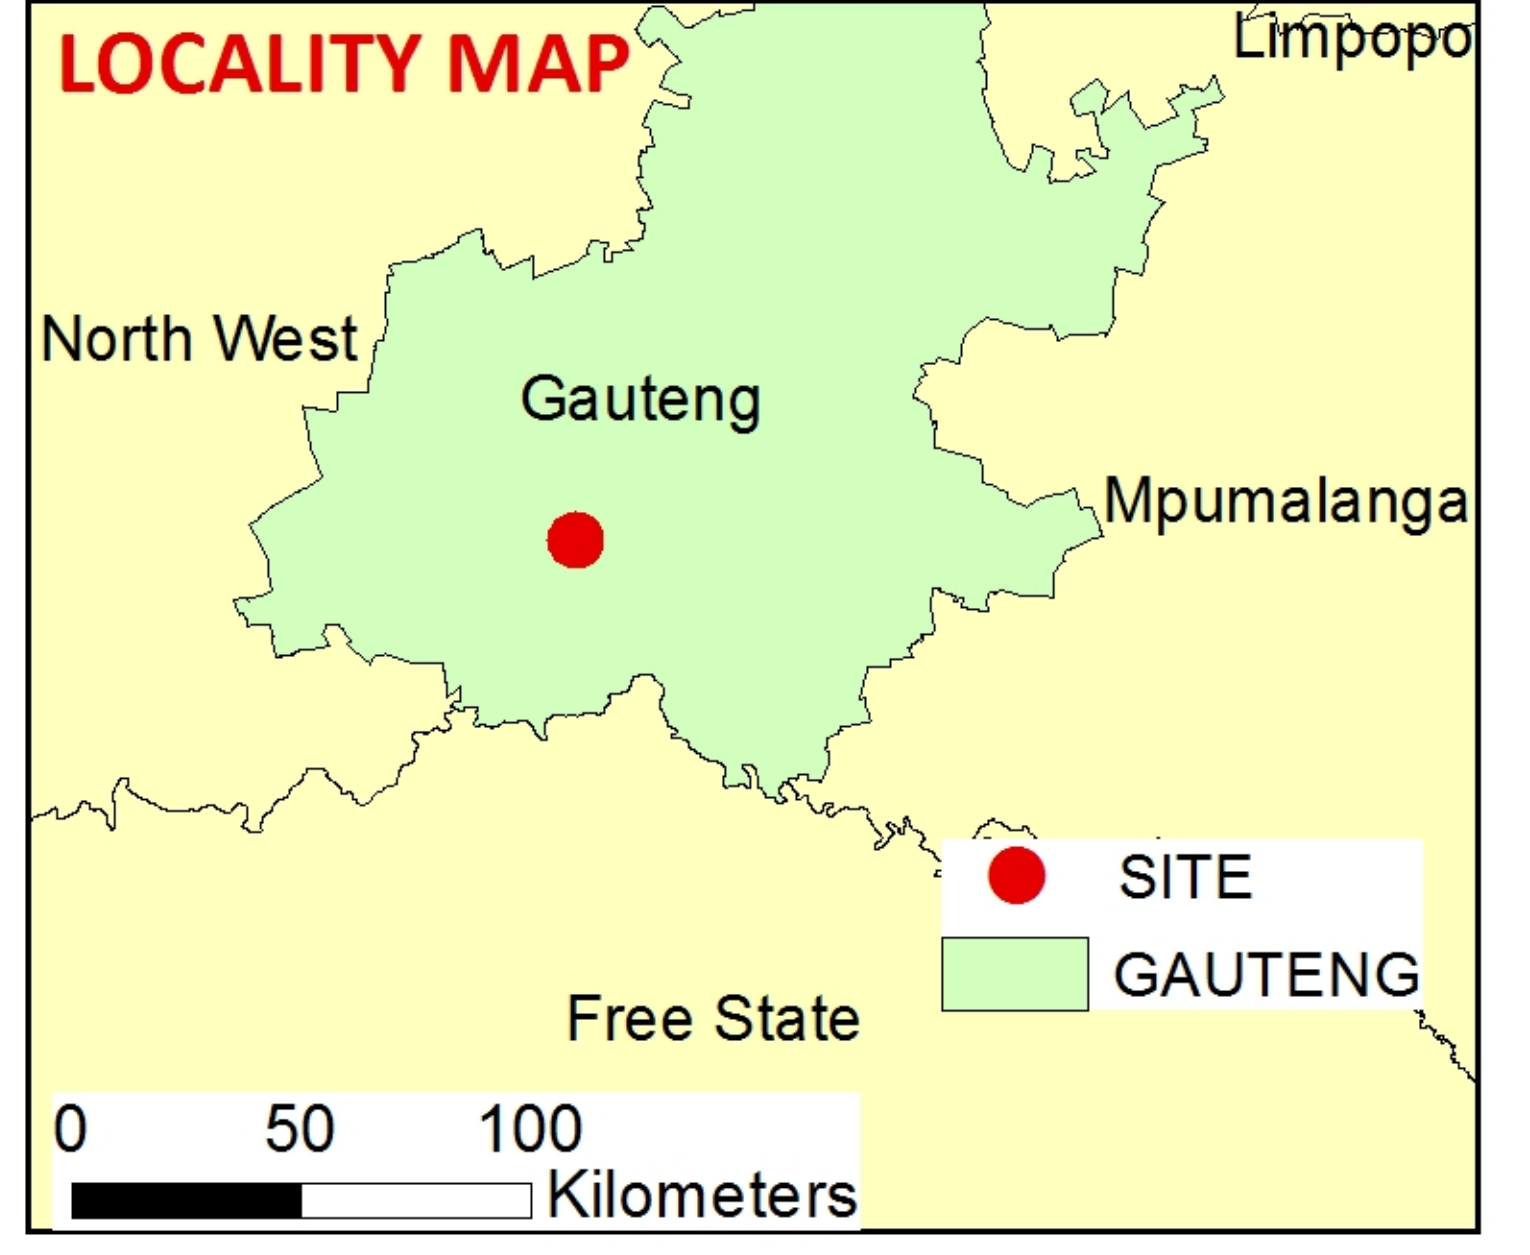 LOCALITY MAP
Limpopo
North West
Gauteng
Mpumalanga
SITE
GAUTENG
Free State
0 50 100
Kilometers